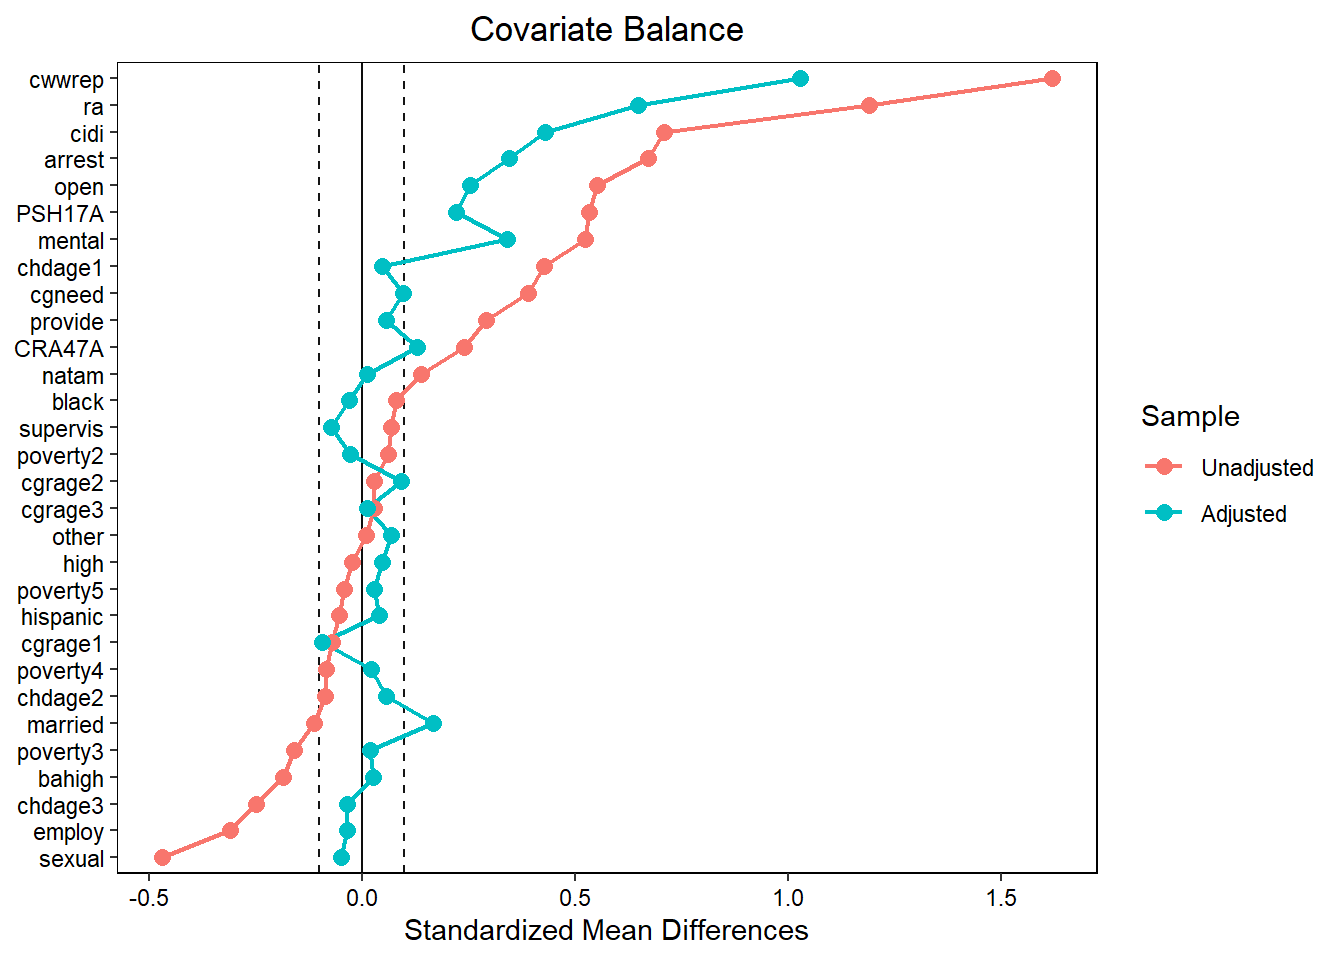 Covariate Balance
cwwrep
ra
cidi
arrest
open
PSH17A
mental
chdage1
cgneed
provide
CRA47A
natam
black
supervis
poverty2
cgrage2
cgrage3
other
high
poverty5
hispanic
cgrage1
poverty4
chdage2
married
poverty3
bahigh
chdage3
employ
sexual
-0.5 0.0 0.5 1.0 1.5
Standardized Mean Differences
Sample
Unadjusted
Adjusted